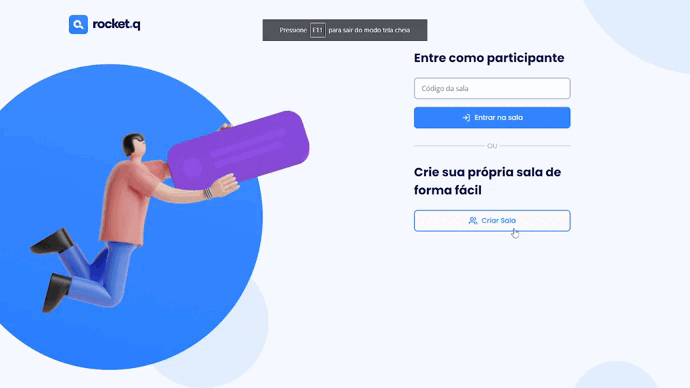 rocket.q
Pressione F11 para sair do modo tela cheia
Entre como participante
Código da sala
Entrar na sala
OU
Crie sua própria sala de
forma fácil
Criar Sala